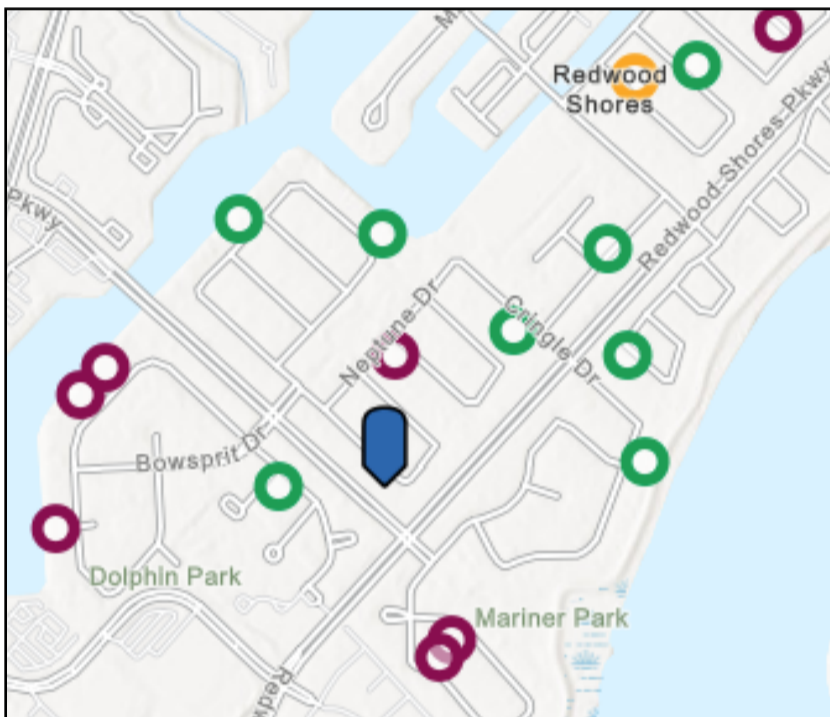 Redwood
Shores
Redwood Shores Pkwy
Pkwy
Neptune Dr
Cringle Dr
Bowsprit Dr
Dolphin Park
Mariner Park